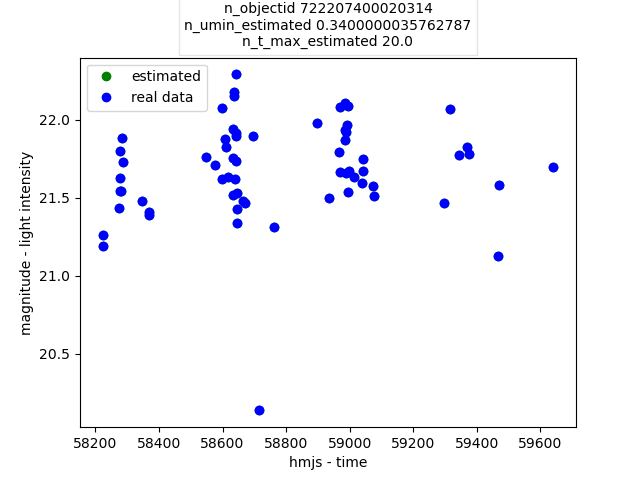 n_objectid 722207400020314
n_umin_estimated 0.3400000035762787
n_t_max_estimated 20.0
estimated
real data
22.0
21.5
21.0
20.5
magnitude - light intensity
58200 58400 58600 58800 59000 59200 59400 59600
hmjs - time